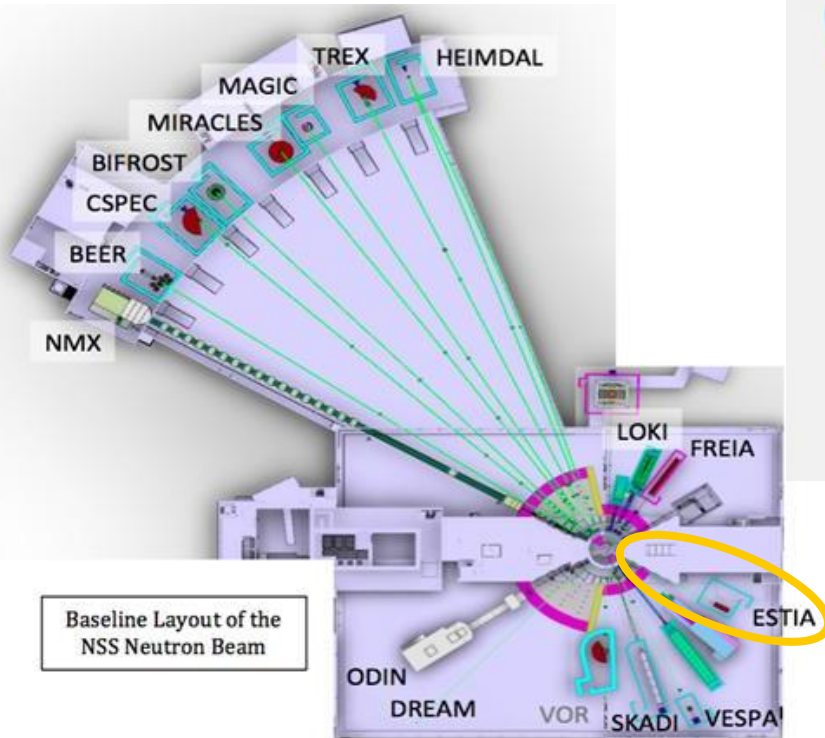 TREX
HEIMDAL
MAGIC
MIRACLES
BIFROST
CSPEC
BEER
NMX
LOKI
FREIA
Baseline Layout of the
NSS Neutron Beam
ESTIA
ODIN
DREAM
VOR
SKADI
VESPA